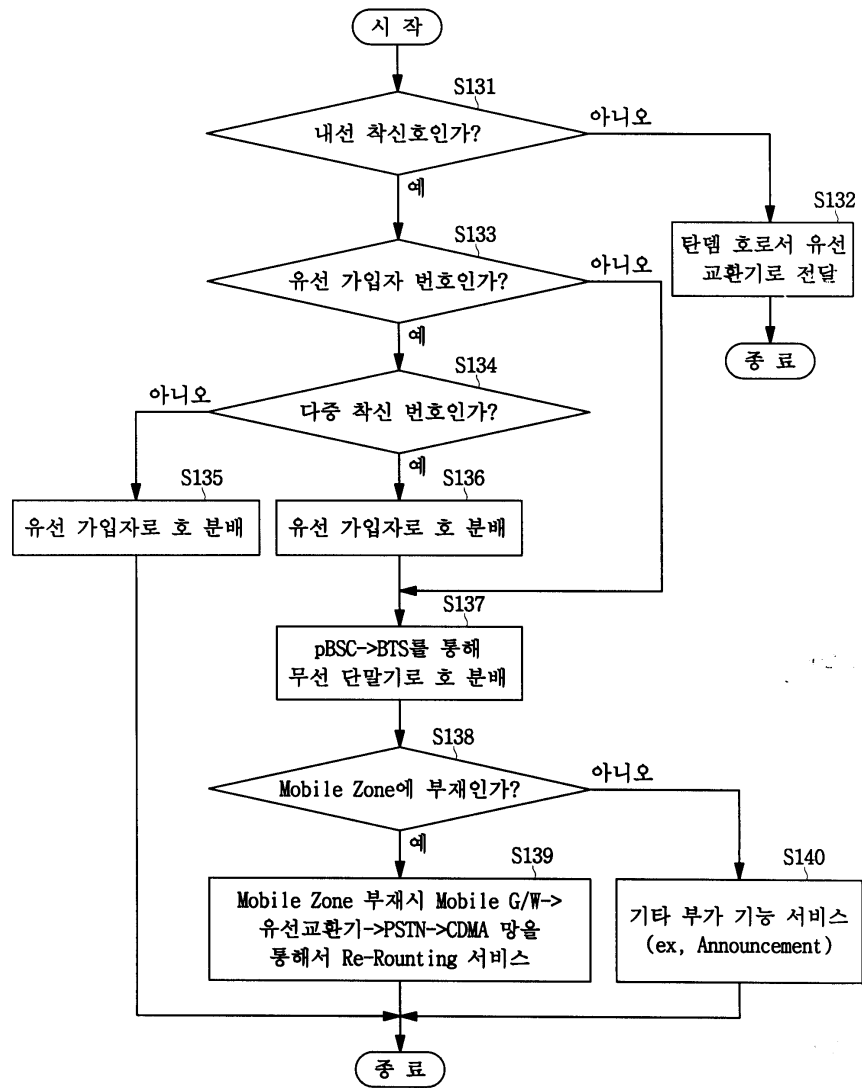 시 작
S131
내선 착신호인가?
아니오
예
S132
탄뎀 호로서 유선
교환기로 전달
종 료
S133
유선 가입자 번호인가?
아니오
예
S134
다중 착신 번호인가?
아니오
예
S135
유선 가입자로 호 분배
S136
유선 가입자로 호 분배
S137
pBSC->BTS를 통해
무선 단말기로 호 분배
S138
Mobile Zone에 부재인가?
아니오
예
S139
Mobile Zone 부재시 Mobile G/W->
유선교환기->PSTN->CDMA 망을
통해서 Re-Rounting 서비스
S140
기타 부가 기능 서비스
(ex, Announcement)
종 료